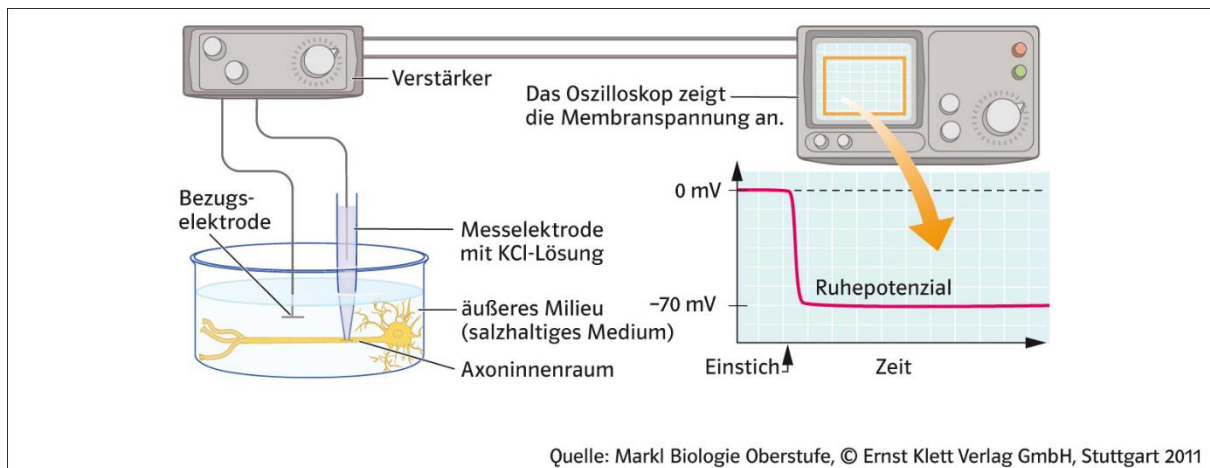 Verstärker
Das Oszilloskop zeigt
die Membranspannung an.
Bezugs-
elektrode
Messelektrode
mit KCl-Lösung
äußeres Milieu
(salzhaltiges Medium)
Axoninnenraum
0 mV
Ruhepotenzial
–70 mV
Einstich
Zeit
Quelle: Markl Biologie Oberstufe, © Ernst Klett Verlag GmbH, Stuttgart 2011